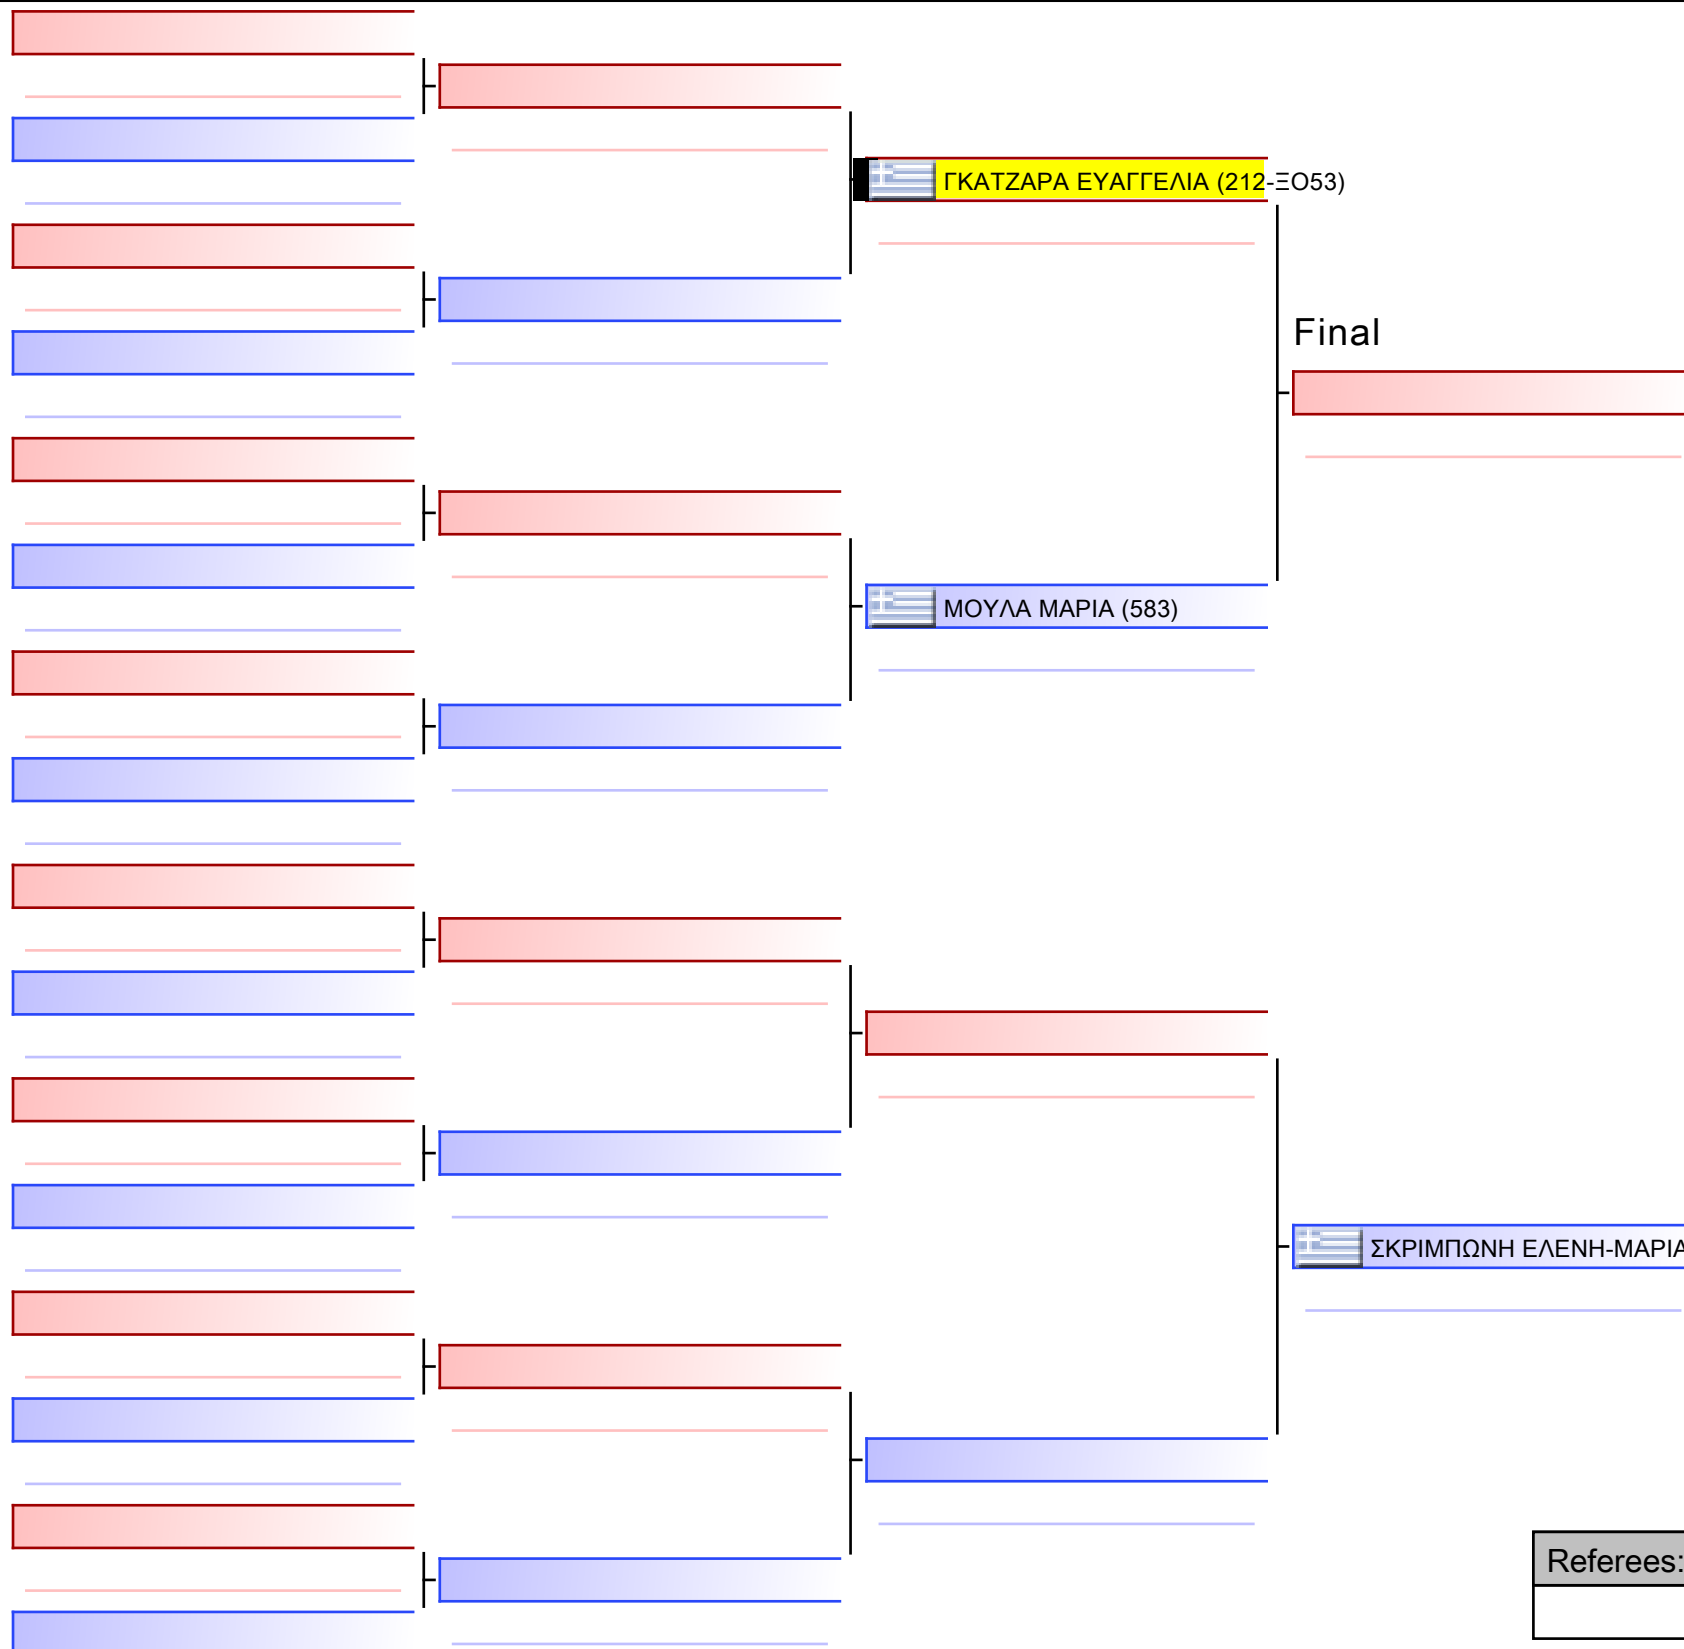 ΓΚΑΤΖΑΡΑ ΕΥΑΓΓΕΛΙΑ (212-ΞΟ53)
Final
ΜΟΥΛΑ ΜΑΡΙΑ (583)
ΣΚΡΙΜΠΩΝΗ ΕΛΕΝΗ-ΜΑΡΙΑ
Referees: